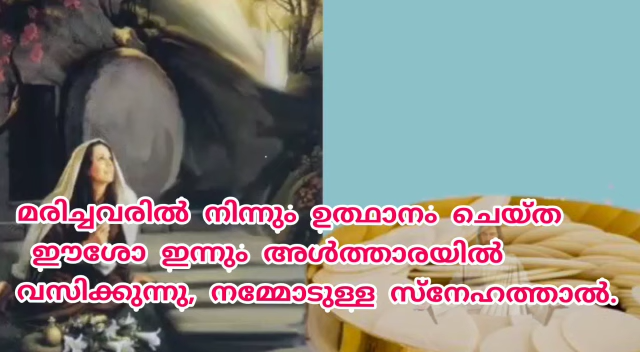 മരിച്ചവരിൽ നിന്നും ഉത്ഥാനം ചെയ്ത
ഈശോ ഇന്നും അൾത്താരയിൽ
വസിക്കുന്നു, നമ്മോടുള്ള സ്നേഹത്താൽ.